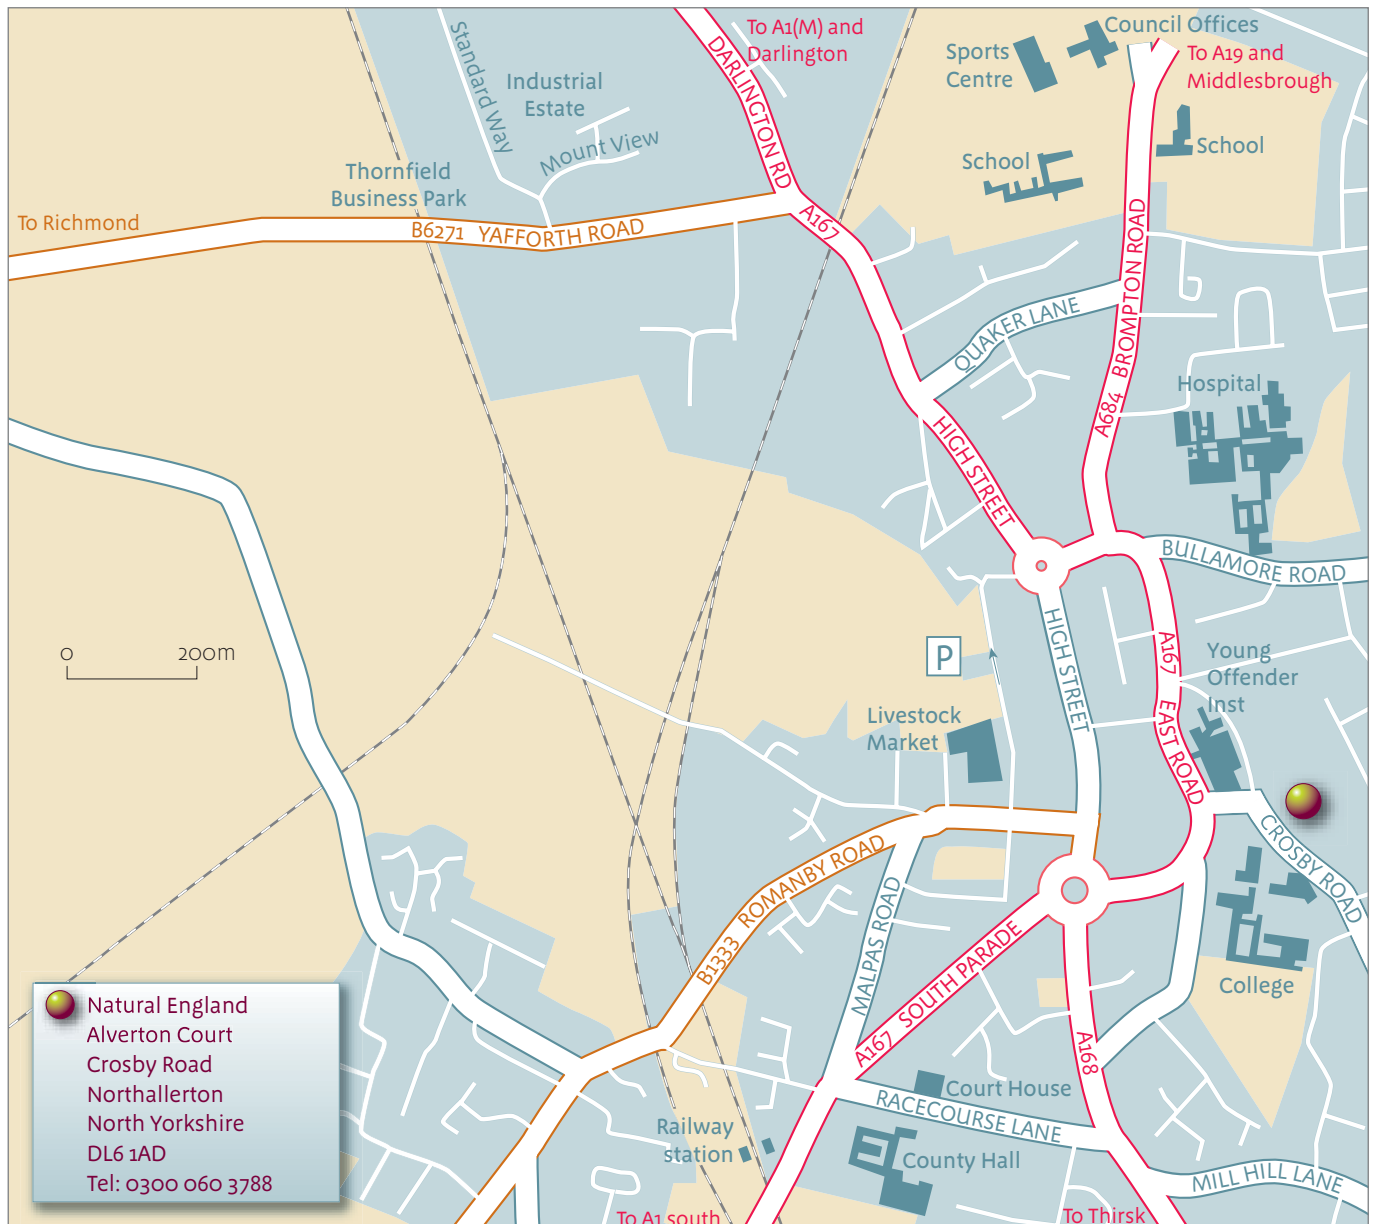 Council Offices
To A1(M) and
Darlington
Sports
Centre
To A19 and
Middlesbrough
Standard Way
Industrial
Estate
DARLINGTON RD
Mount View
School
School
Thornfield
Business Park
To Richmond
B6271 YAFFORTH ROAD
A167
A684 BROMPTON ROAD
QUAKER LANE
Hospital
HIGH STREET
BULLAMORE ROAD
0 200m
HIGH STREET
P
A167 EAST ROAD
Young
Offender
Inst
Livestock
Market
CROSBY ROAD
B1333 ROMANBY ROAD
MALPAS ROAD
A167 SOUTH PARADE
College
A168
Court House
RACECOURSE LANE
Railway
station
County Hall
MILL HILL LANE
To A1 south
To Thirsk
Natural England
Alverton Court
Crosby Road
Northallerton
North Yorkshire
DL6 1AD
Tel: 0300 060 3788